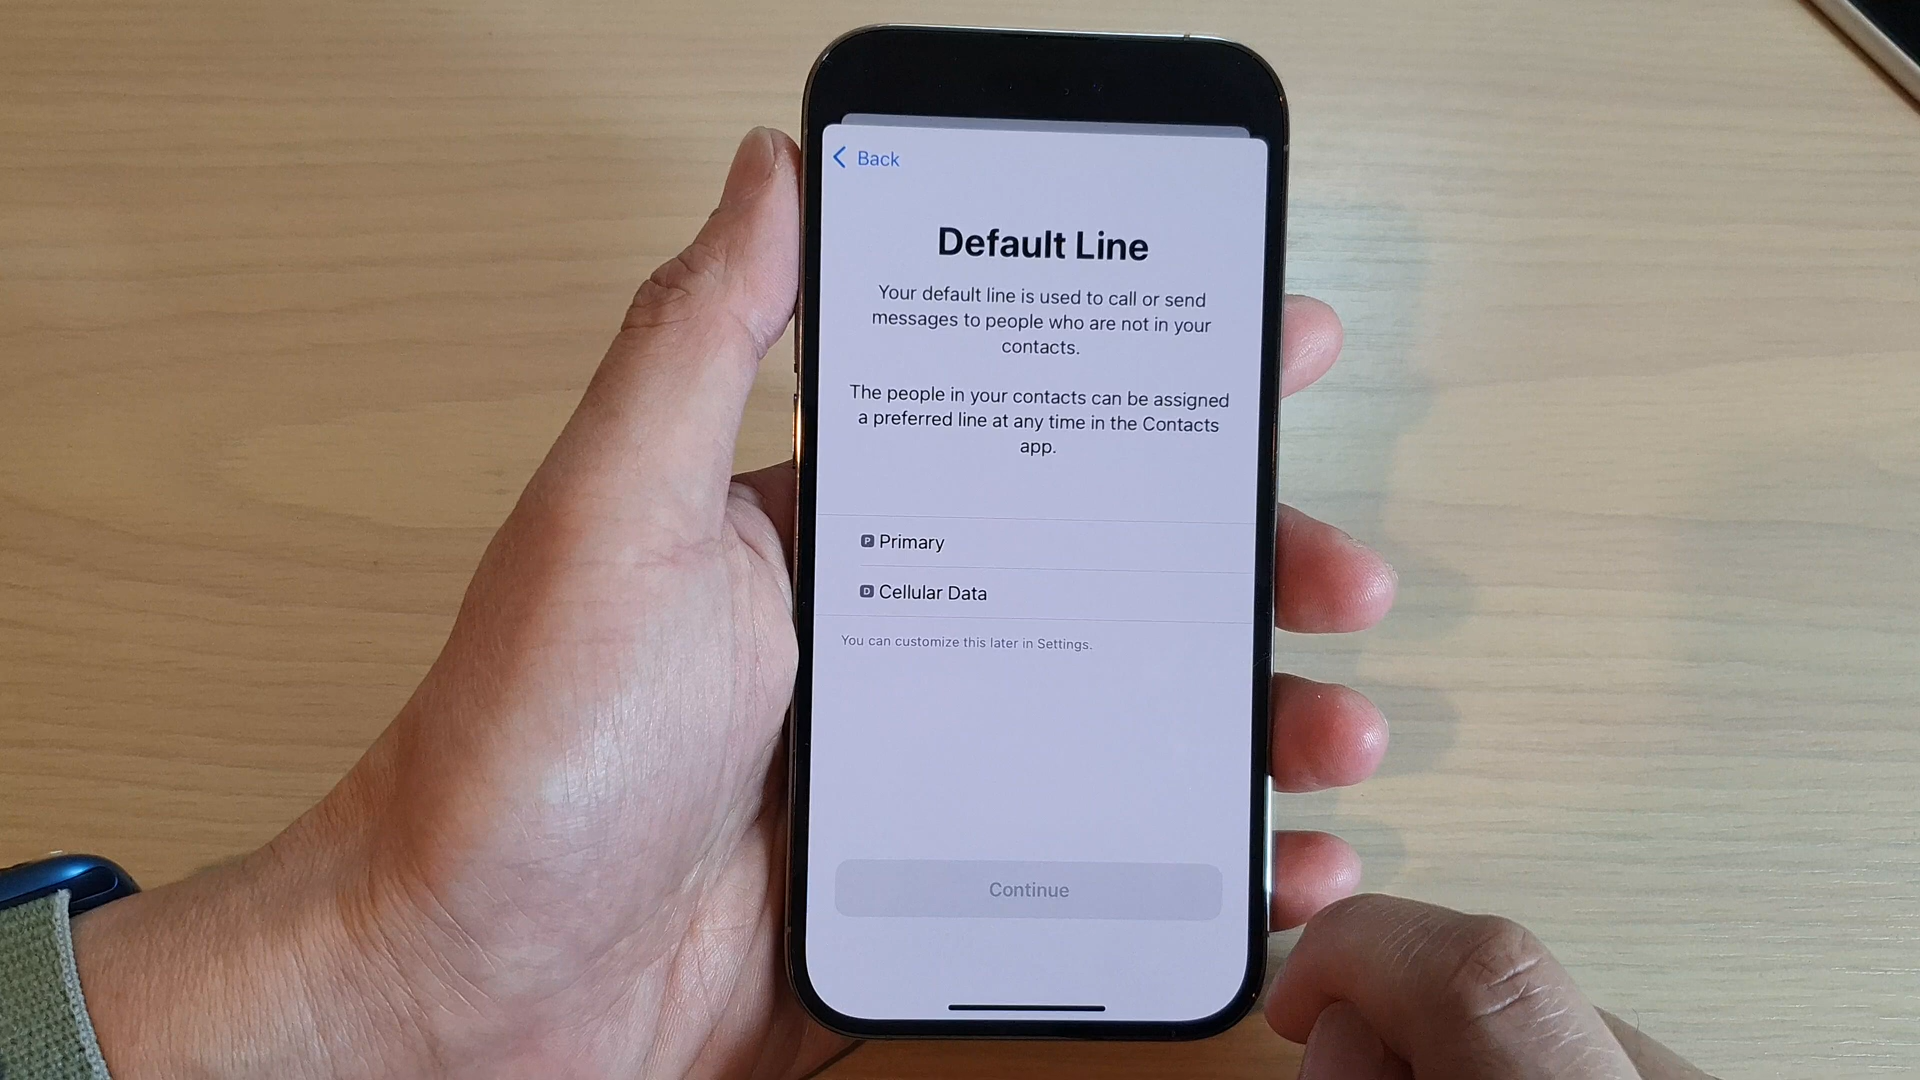 Back
Default Line
Your default line is used to call or send
messages to people who are not in your
contacts.
The people in your contacts can be assigned
a preferred line at any time in the Contacts
app.
P Primary
D Cellular Data
You can customize this later in Settings.
Continue